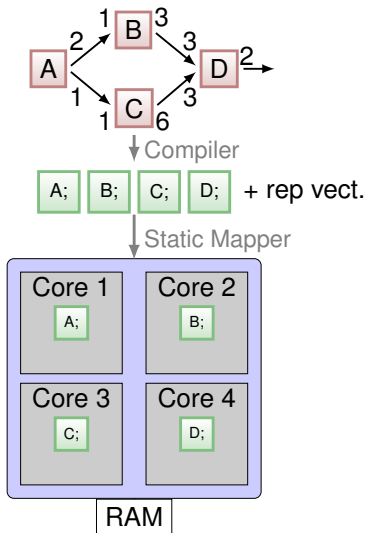 1 B 3
2 3
A D 2
1 3
1 C 6
Compiler
A; B; C; D; + rep vect.
Static Mapper
Core 1 Core 2
A; B;
Core 3 Core 4
C; D;
RAM